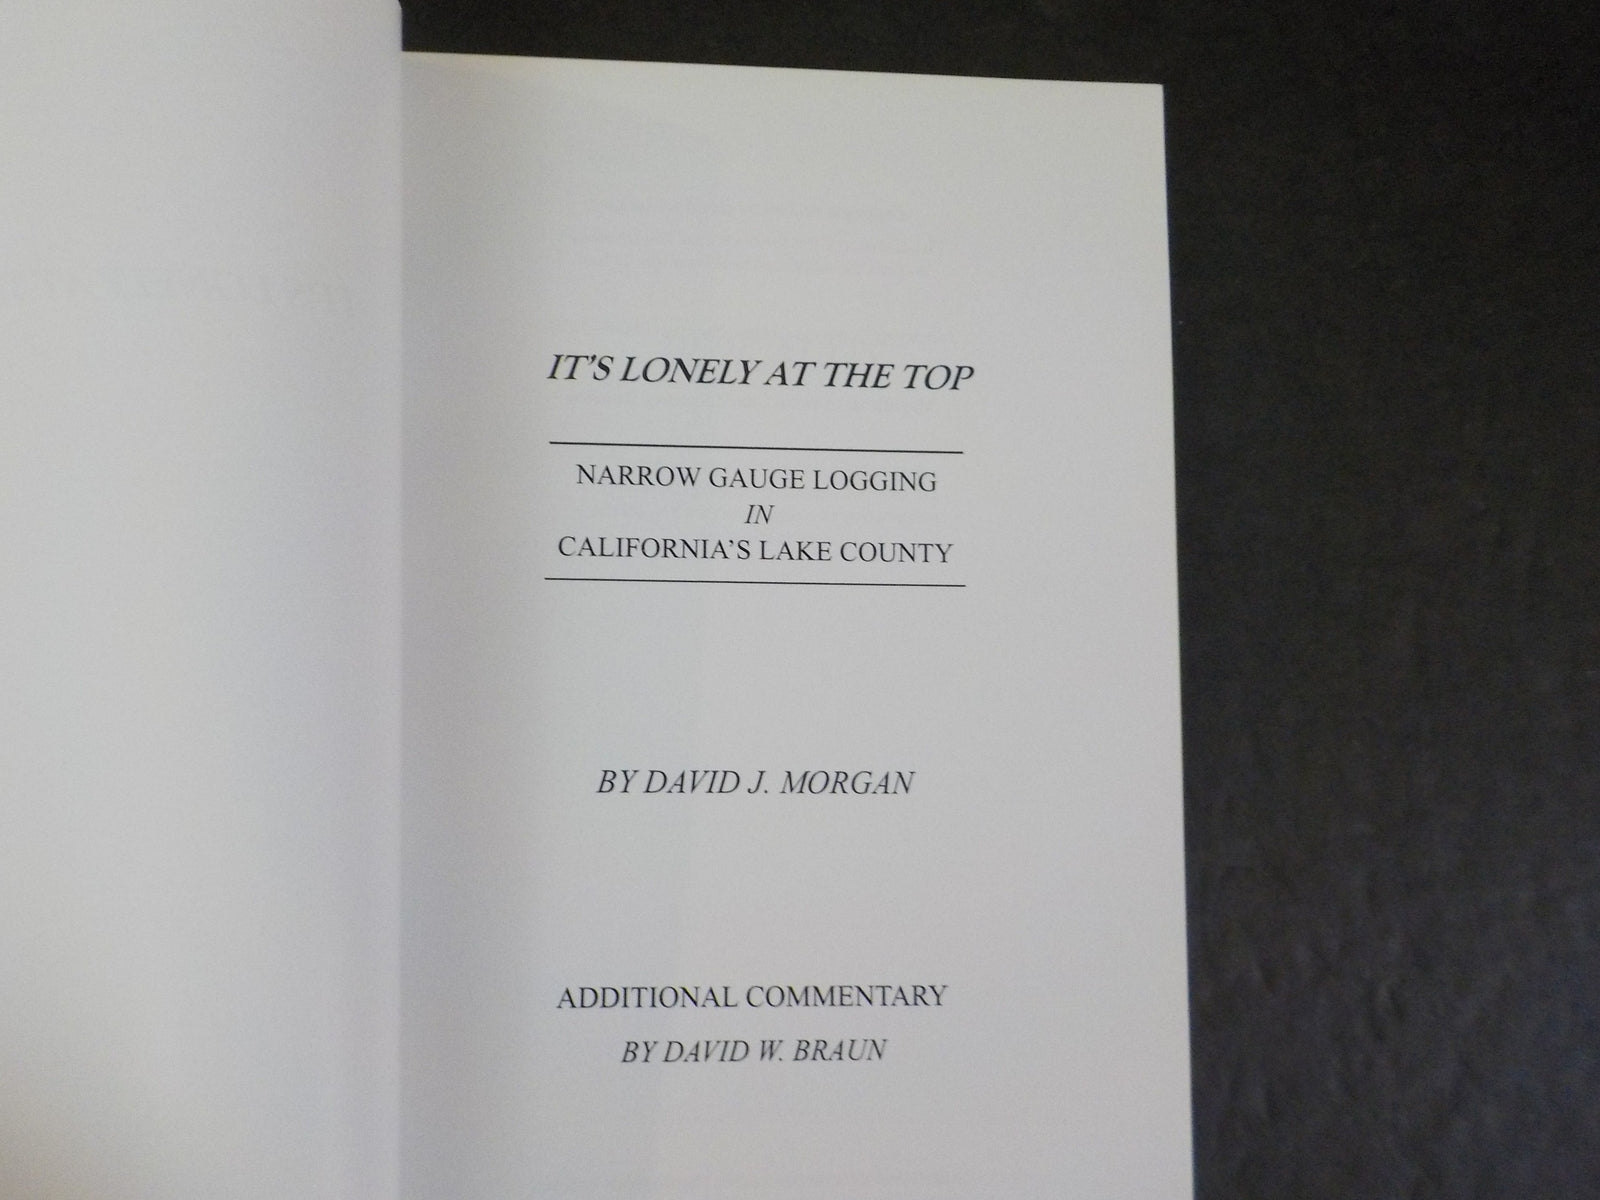 IT'S LONELY AT THE TOP
NARROW GAUGE LOGGING
IN
CALIFORNIA'S LAKE COUNTY
BY DAVID J. MORGAN
ADDITIONAL COMMENTARY
BY DAVID W. BRAUN